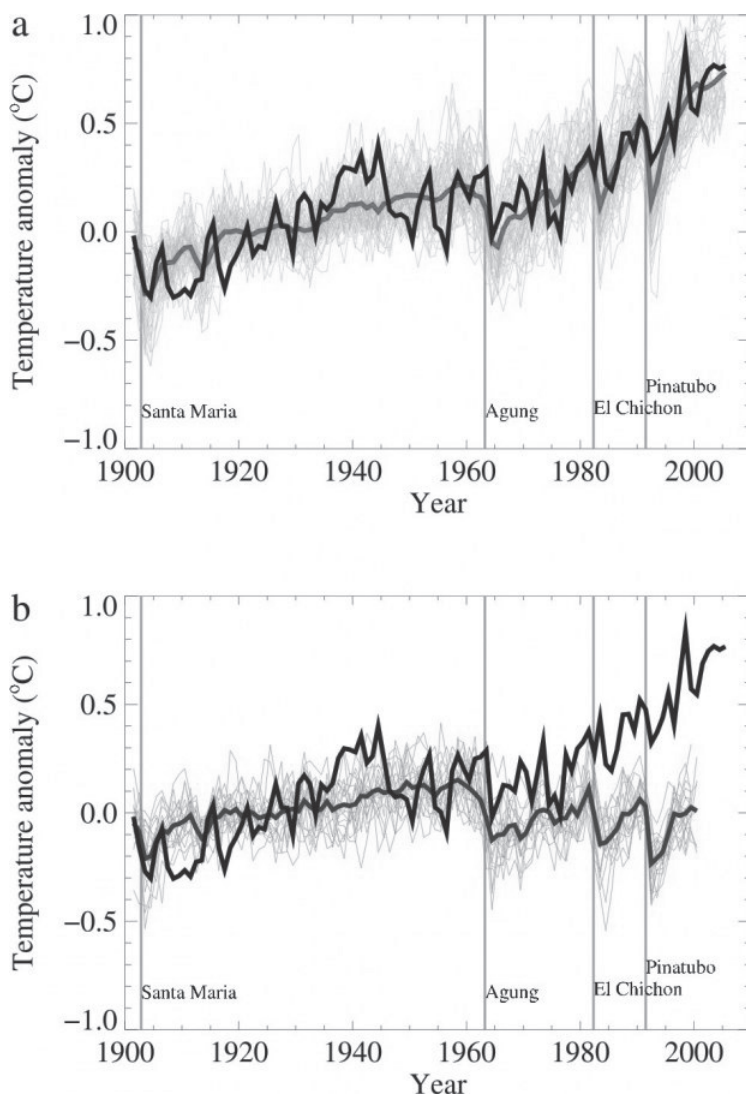 a
1.0
0.5
0.0
−0.5
−1.0
Temperature anomaly (°C)
Santa Maria
Agung
El Chichon
Pinatubo
1900 1920 1940 1960 1980 2000
Year
b
1.0
0.5
0.0
−0.5
−1.0
Temperature anomaly (°C)
Santa Maria
Agung
El Chichon
Pinatubo
1900 1920 1940 1960 1980 2000
Year